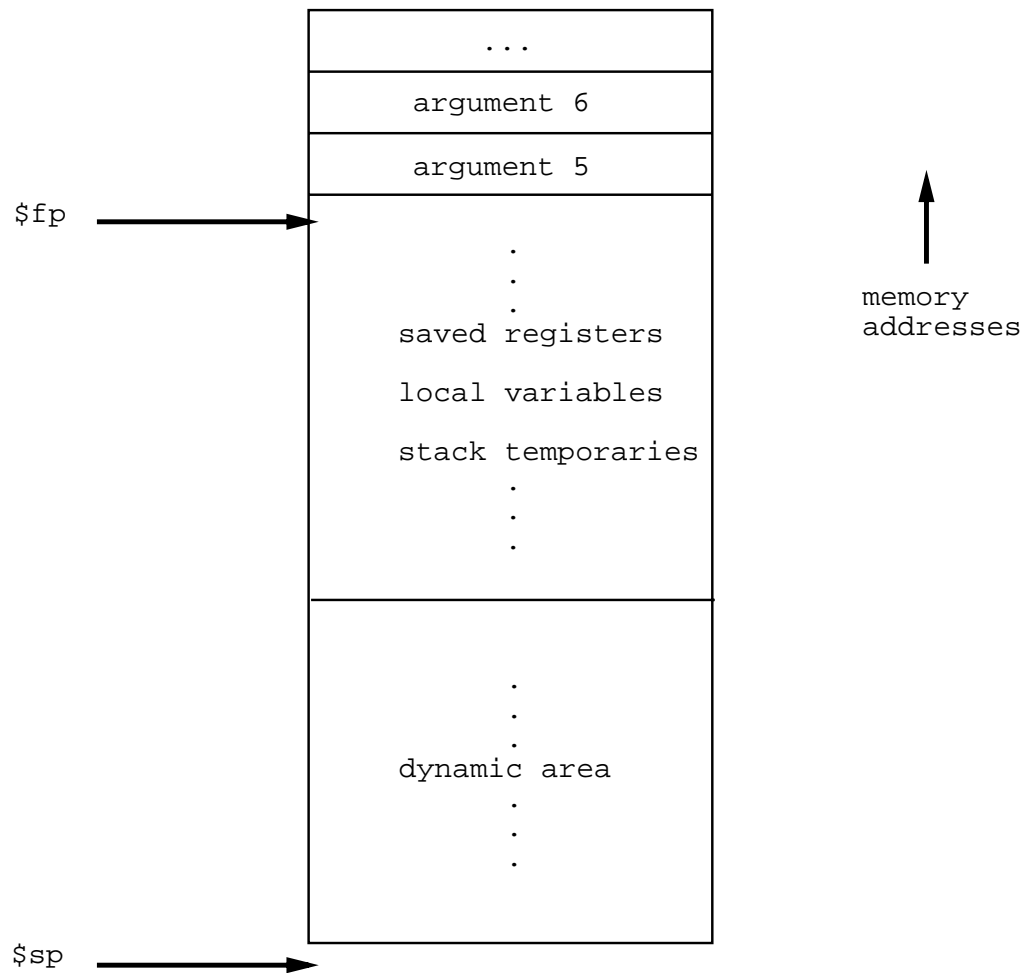 ...
argument 6
argument 5
$fp
.
.
.
memory
addresses
saved registers
local variables
stack temporaries
.
.
.
.
.
.
dynamic area
.
.
.
$sp